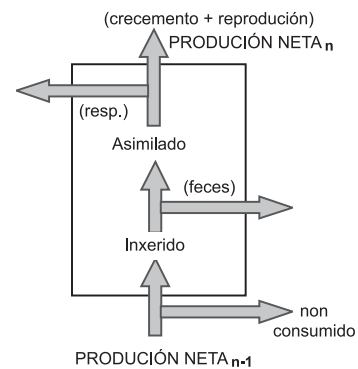 (crecemento + reprodución)
PRODUCIÓN NETA n
(resp.)
Asimilado
(feces)
Inxerido
non
consumido
PRODUCIÓN NETA n-1